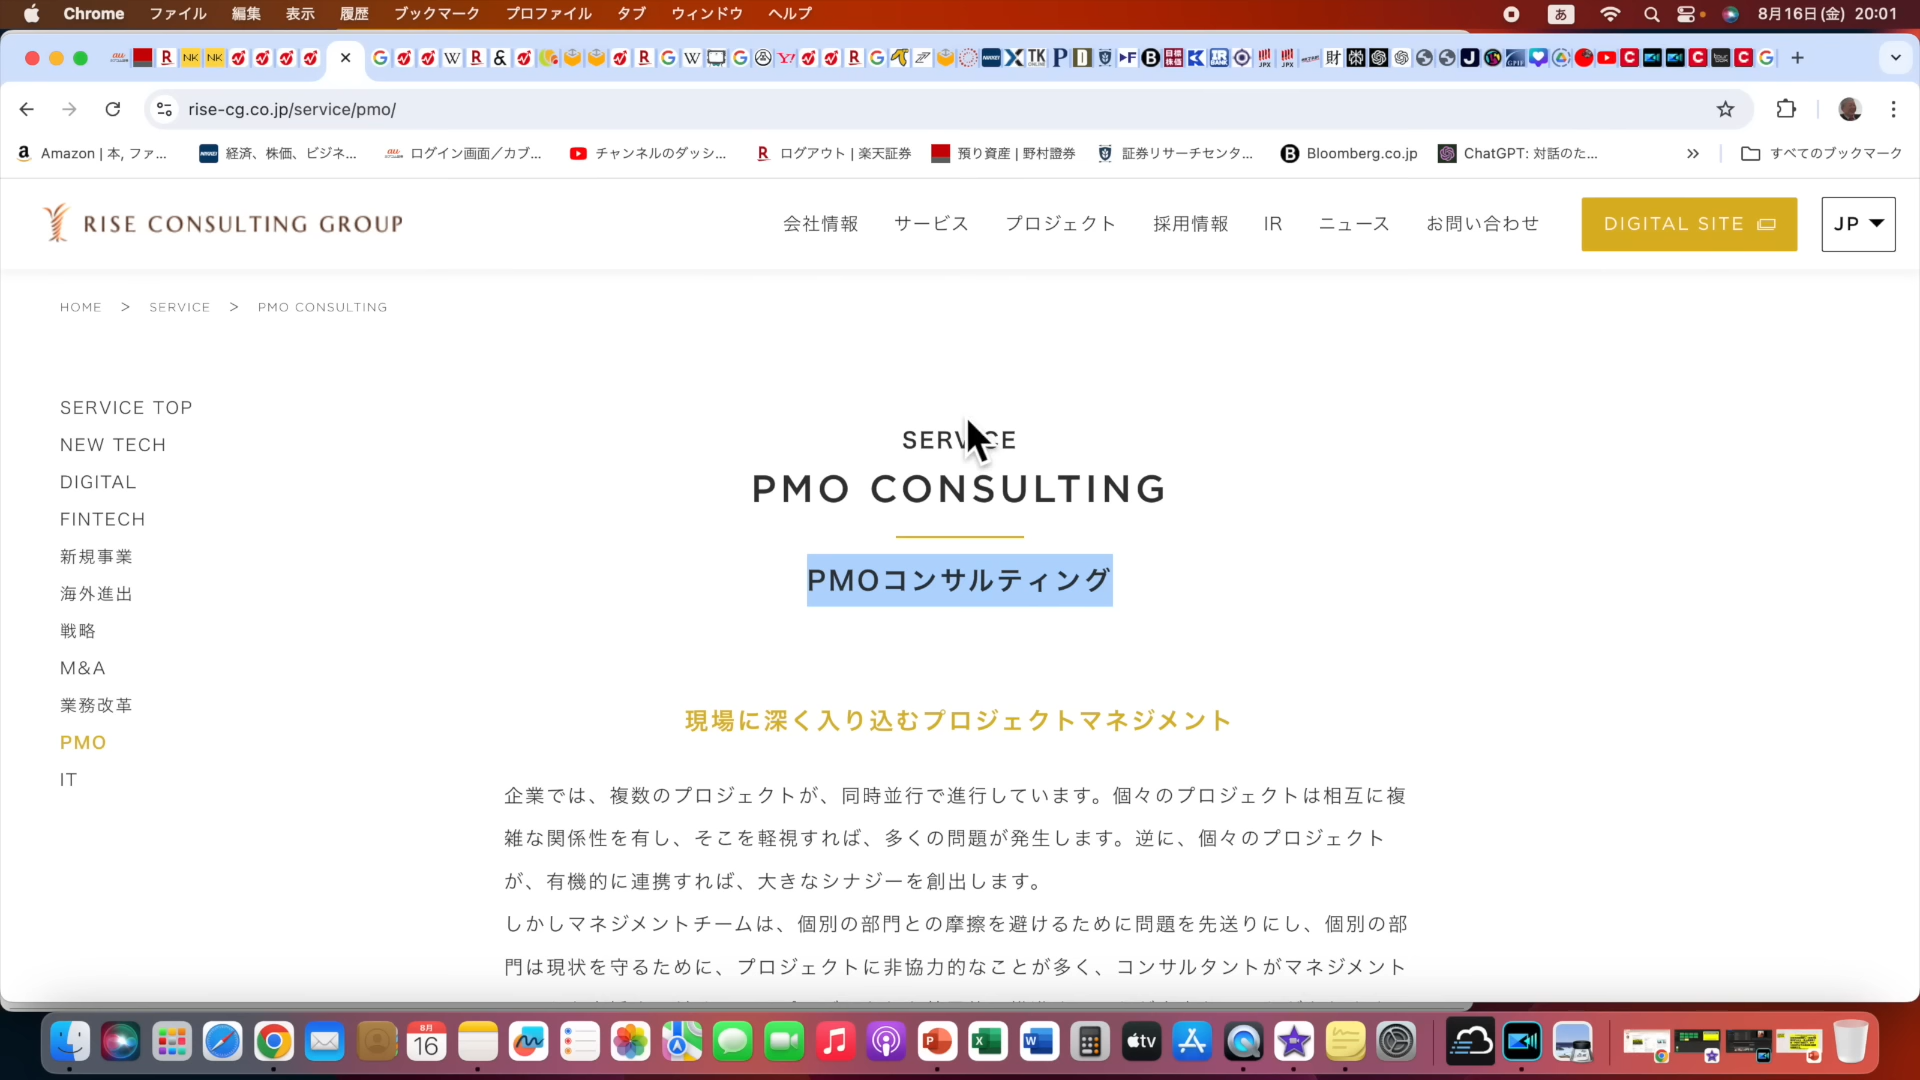 Chrome ファイル 編集 表示 履歴 ブックマーク プロファイル タブ ウィンドウ ヘルプ あ 8月16日(金) 20:01
rise-cg.co.jp/service/pmo/
Amazon | 本, ファ... 経済、株価、ビジネ... ログイン画面／カブ... チャンネルのダッシ... ログアウト | 楽天証券 預り資産 | 野村證券 証券リサーチセンタ... Bloomberg.co.jp ChatGPT: 対話のた... » すべてのブックマーク
RISE CONSULTING GROUP
会社情報 サービス プロジェクト 採用情報 IR ニュース お問い合わせ DIGITAL SITE JP
HOME > SERVICE > PMO CONSULTING
SERVICE TOP
NEW TECH
DIGITAL
FINTECH
新規事業
海外進出
戦略
M&A
業務改革
PMO
IT
SERVICE
PMO CONSULTING
PMOコンサルティング
現場に深く入り込むプロジェクトマネジメント
企業では、複数のプロジェクトが、同時並行で進行しています。個々のプロジェクトは相互に複
雑な関係性を有し、そこを軽視すれば、多くの問題が発生します。逆に、個々のプロジェクト
が、有機的に連携すれば、大きなシナジーを創出します。
しかしマネジメントチームは、個別の部門との摩擦を避けるために問題を先送りにし、個別の部
門は現状を守るために、プロジェクトに非協力的なことが多く、コンサルタントがマネジメント
8月
16
tv